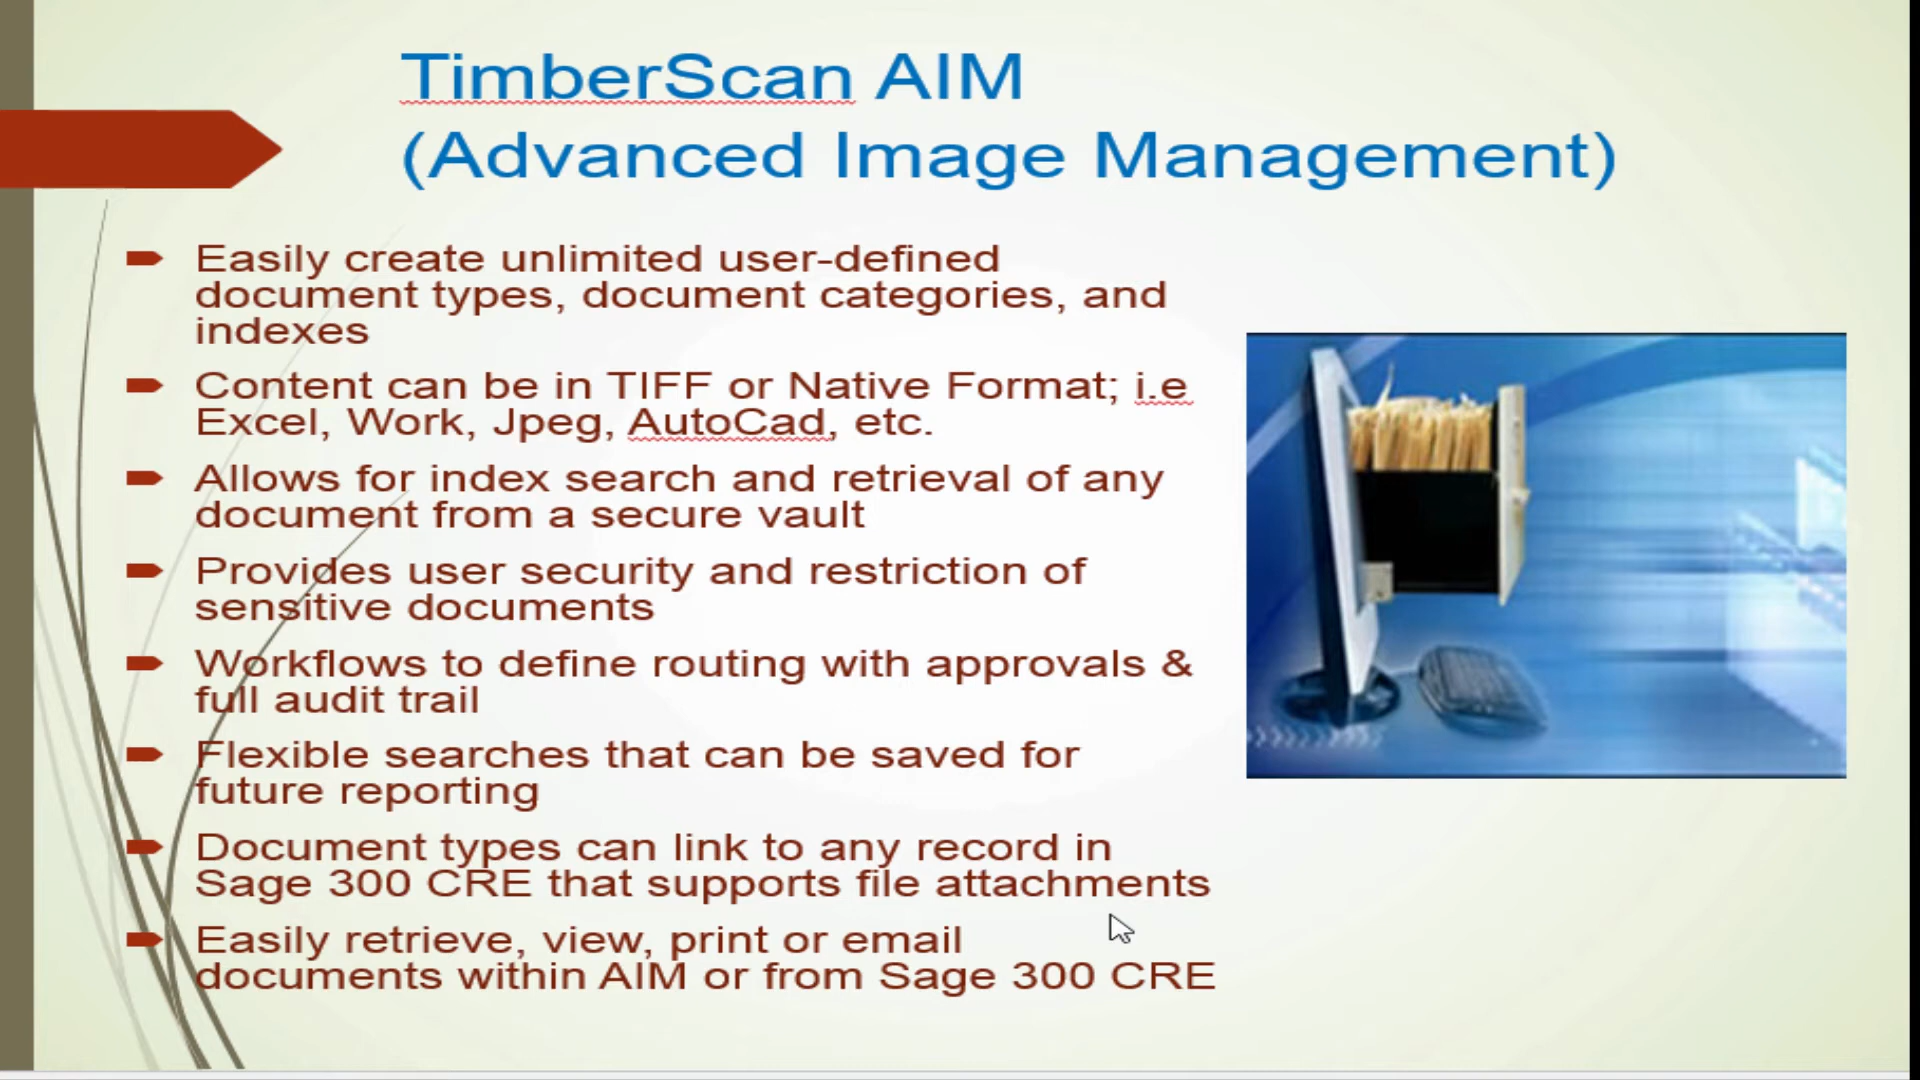 TimberScan AIM
(Advanced Image Management)
Easily create unlimited user-defined
document types, document categories, and
indexes
Content can be in TIFF or Native Format; i.e
Excel, Work, Jpeg, AutoCad, etc.
Allows for index search and retrieval of any
document from a secure vault
Provides user security and restriction of
sensitive documents
Workflows to define routing with approvals &
full audit trail
Flexible searches that can be saved for
future reporting
Document types can link to any record in
Sage 300 CRE that supports file attachments
Easily retrieve, view, print or email
documents within AIM or from Sage 300 CRE